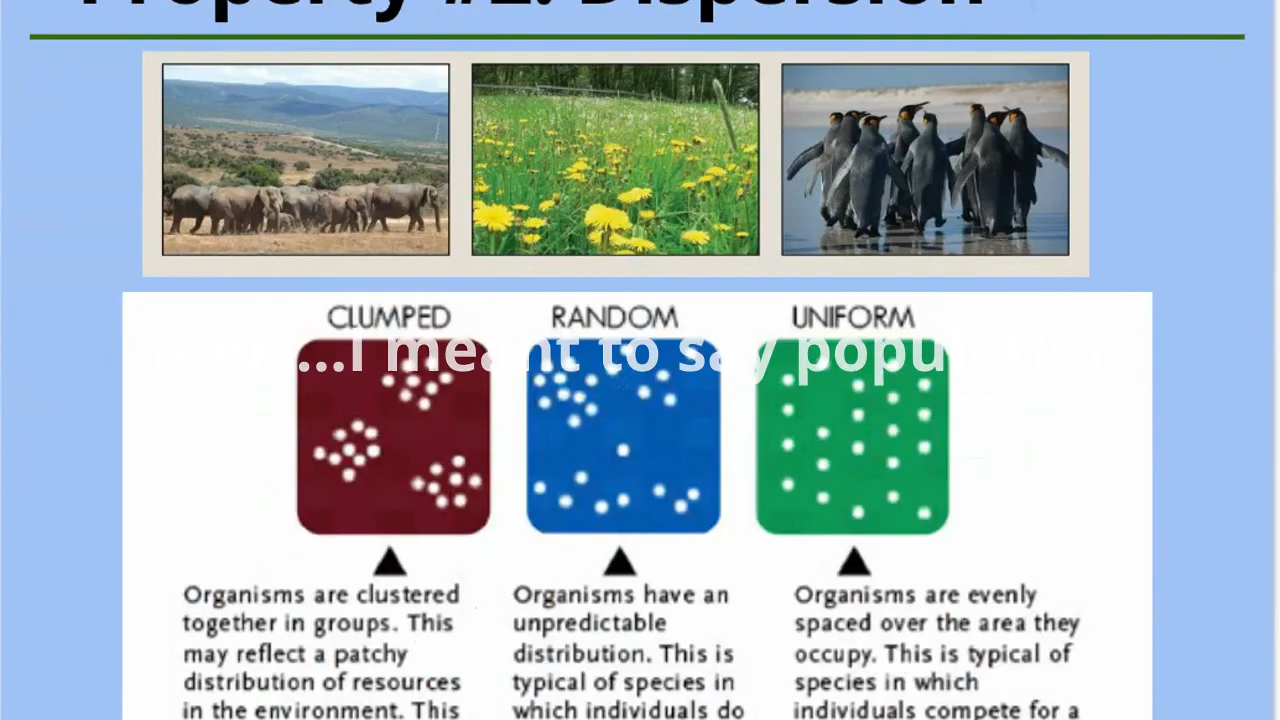 Property #2: Dispersion
CLUMPED RANDOM UNIFORM
...I meant to say population
Organisms are clustered
together in groups. This
may reflect a patchy
distribution of resources
in the environment. This
Organisms have an
unpredictable
distribution. This is
typical of species in
which individuals do
Organisms are evenly
spaced over the area they
occupy. This is typical of
species in which
individuals compete for a